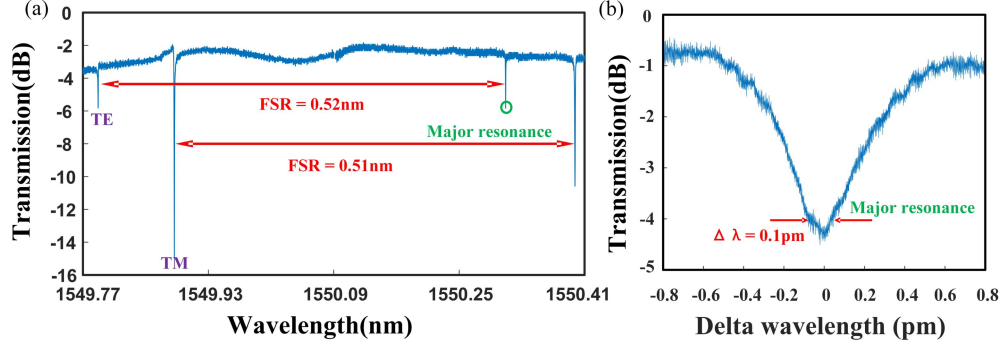 (a)
0
-2
-4
-6
-8
-10
-12
-14
-16
Transmission(dB)
FSR = 0.52nm
TE
Major resonance
FSR = 0.51nm
TM
1549.77 1549.93 1550.09 1550.25 1550.41
Wavelength(nm)
(b)
0
-1
-2
-3
-4
-5
Transmission(dB)
Major resonance
Δ λ = 0.1pm
-0.8 -0.6 -0.4 -0.2 0 0.2 0.4 0.6 0.8
Delta wavelength (pm)